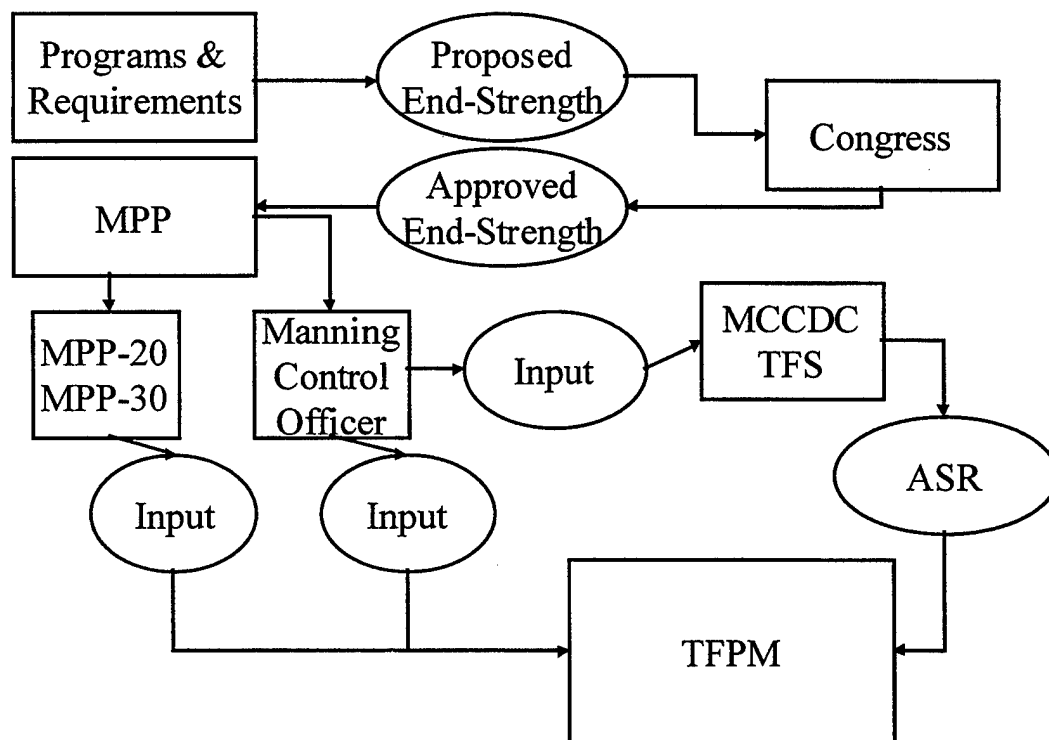 Programs &
Requirements
Proposed
End-Strength
Congress
MPP
Approved
End-Strength
MPP-20
MPP-30
Manning
Control
Officer
Input
MCCDC
TFS
Input
Input
ASR
TFPM